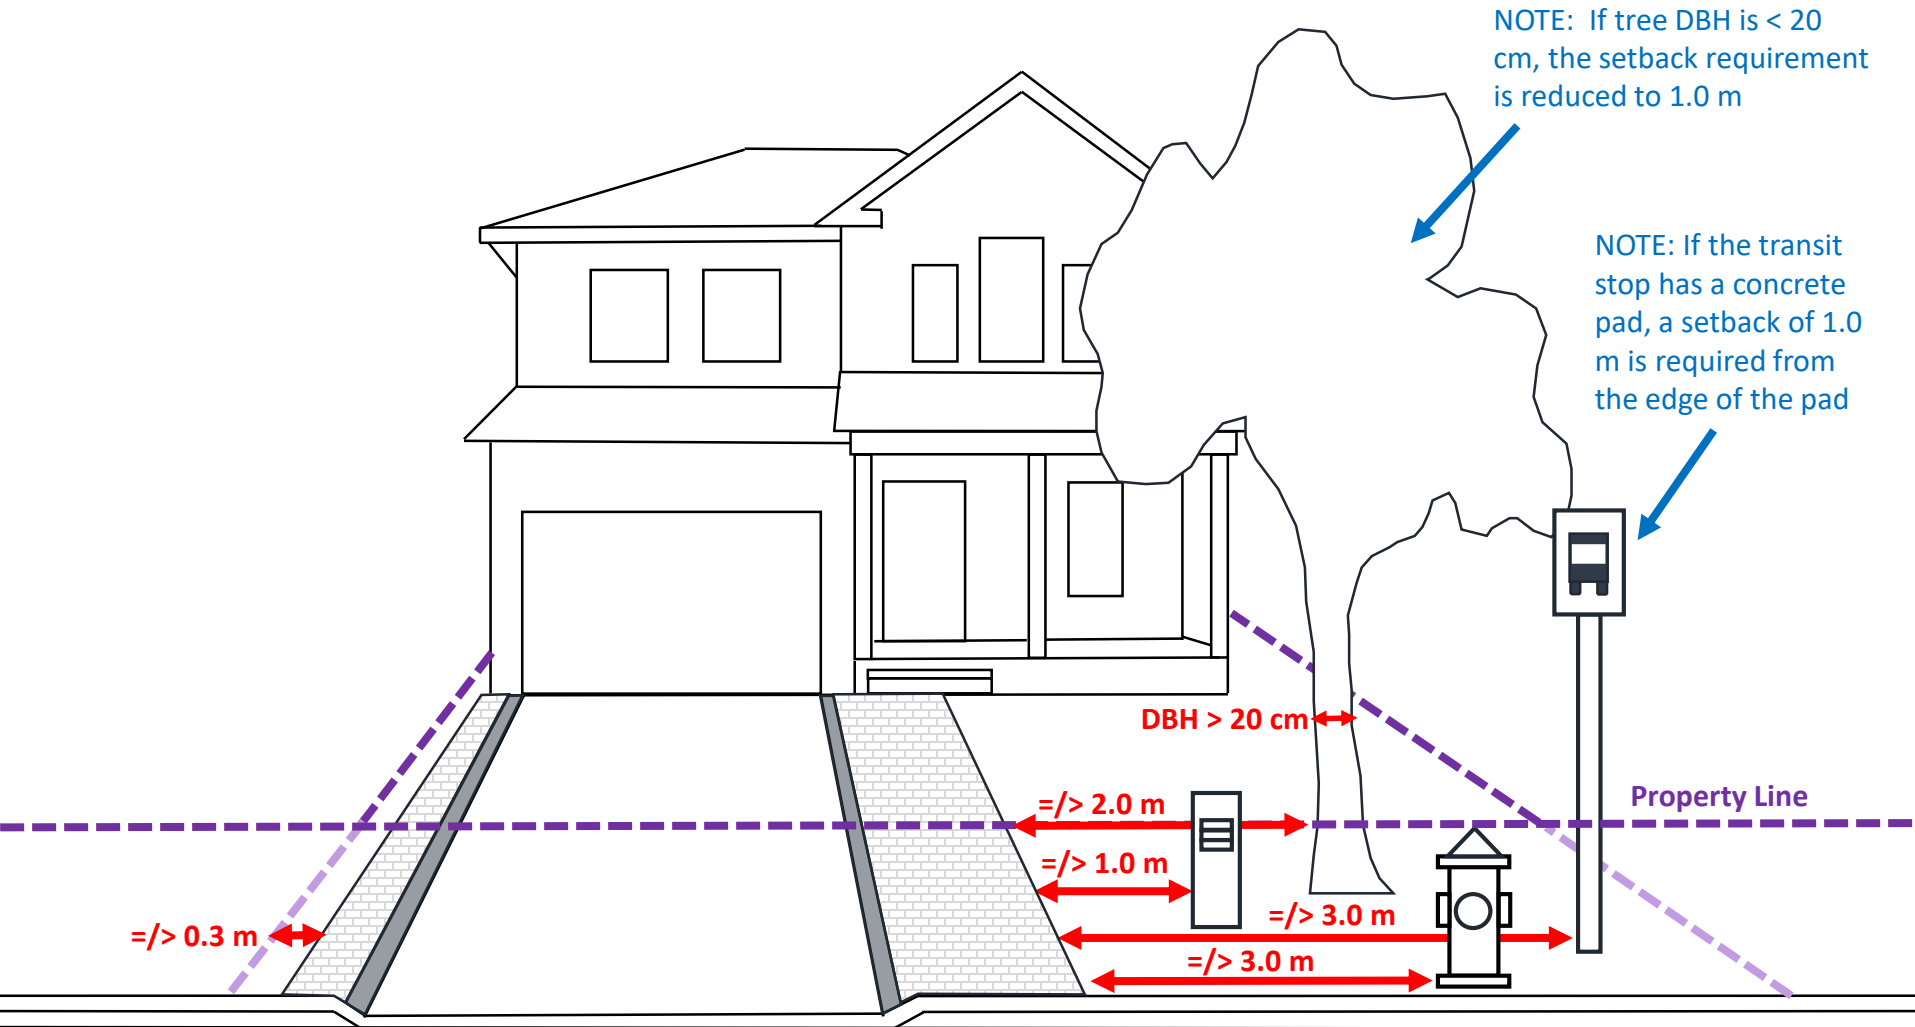 NOTE:  If tree DBH is < 20
cm, the setback requirement
is reduced to 1.0 m
NOTE: If the transit
stop has a concrete
pad, a setback of 1.0
m is required from
the edge of the pad
DBH > 20 cm
Property Line
=/> 2.0 m
=/> 1.0 m
=/> 3.0 m
=/> 0.3 m
=/> 3.0 m